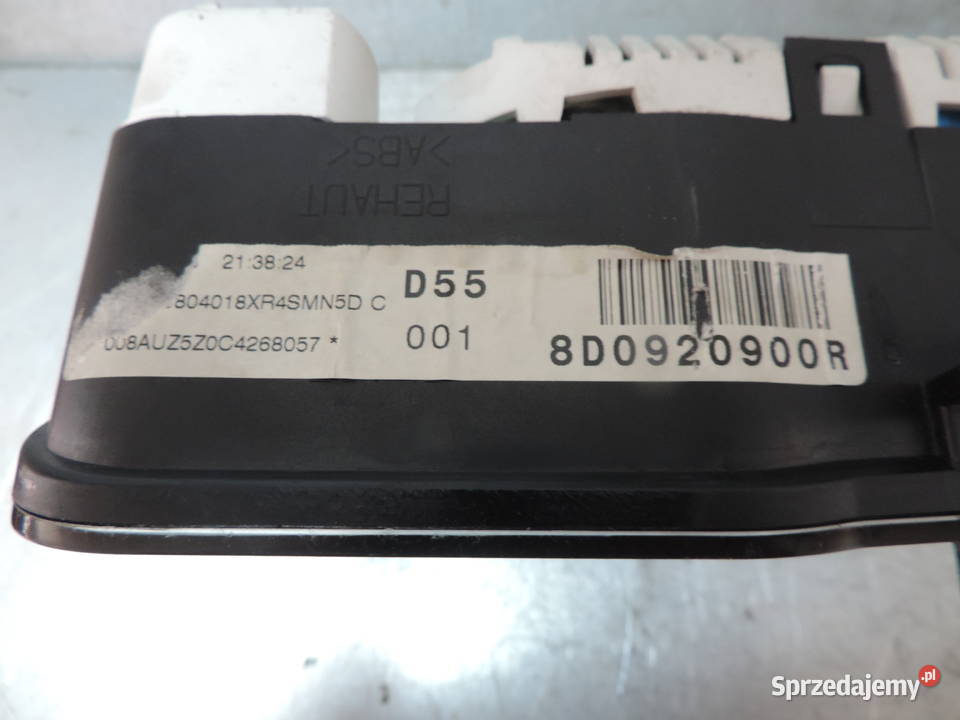 >ABS<
REHAUT
21:38:24
804018XR4SMN5D C
008AUZ5Z0C4268057 *
D55
001
8D0920900R
Sprzedajemy.pl